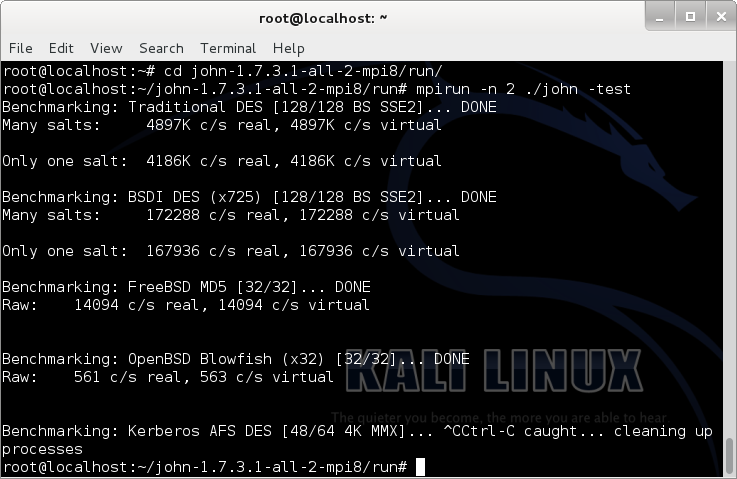 root@localhost: ~
File Edit View Search Terminal Help
root@localhost:~# cd john-1.7.3.1-all-2-mpi8/run/
root@localhost:~/john-1.7.3.1-all-2-mpi8/run# mpirun -n 2 ./john -test
Benchmarking: Traditional DES [128/128 BS SSE2]... DONE
Many salts:     4897K c/s real, 4897K c/s virtual
Only one salt:  4186K c/s real, 4186K c/s virtual
Benchmarking: BSDI DES (x725) [128/128 BS SSE2]... DONE
Many salts:     172288 c/s real, 172288 c/s virtual
Only one salt:  167936 c/s real, 167936 c/s virtual
Benchmarking: FreeBSD MD5 [32/32]... DONE
Raw:    14094 c/s real, 14094 c/s virtual
Benchmarking: OpenBSD Blowfish (x32) [32/32]... DONE
Raw:    561 c/s real, 563 c/s virtual
KALI LINUX
The quieter you become, the more you are able to hear.
Benchmarking: Kerberos AFS DES [48/64 4K MMX]... ^CCtrl-C caught... cleaning up
processes
root@localhost:~/john-1.7.3.1-all-2-mpi8/run#